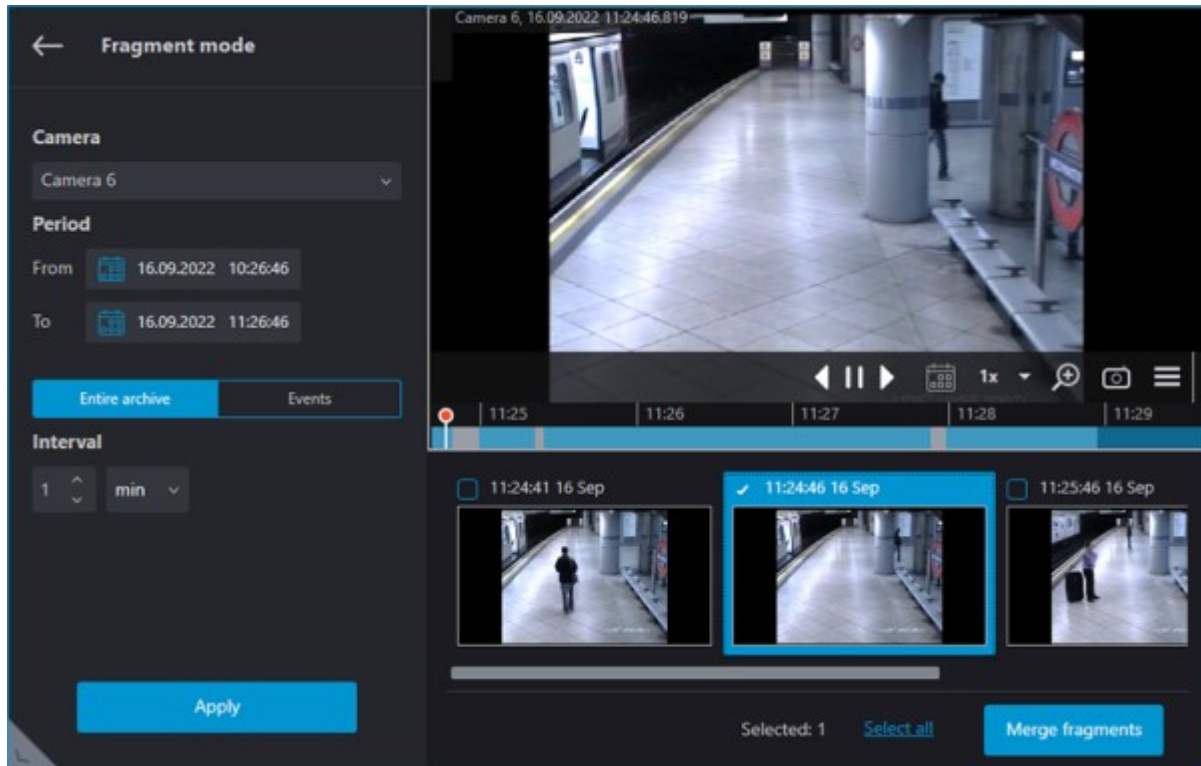 Fragment mode
Camera
Camera 6
Period
From 16.09.2022 10:26:46
To 16.09.2022 11:26:46
Entire archive Events
Interval
1 min
Apply
Camera 6, 16.09.2022 11:24:46.819
1x
11:25 11:26 11:27 11:28 11:29
11:24:41 16 Sep 11:24:46 16 Sep 11:25:46 16 Sep
Selected: 1 Select all Merge fragments